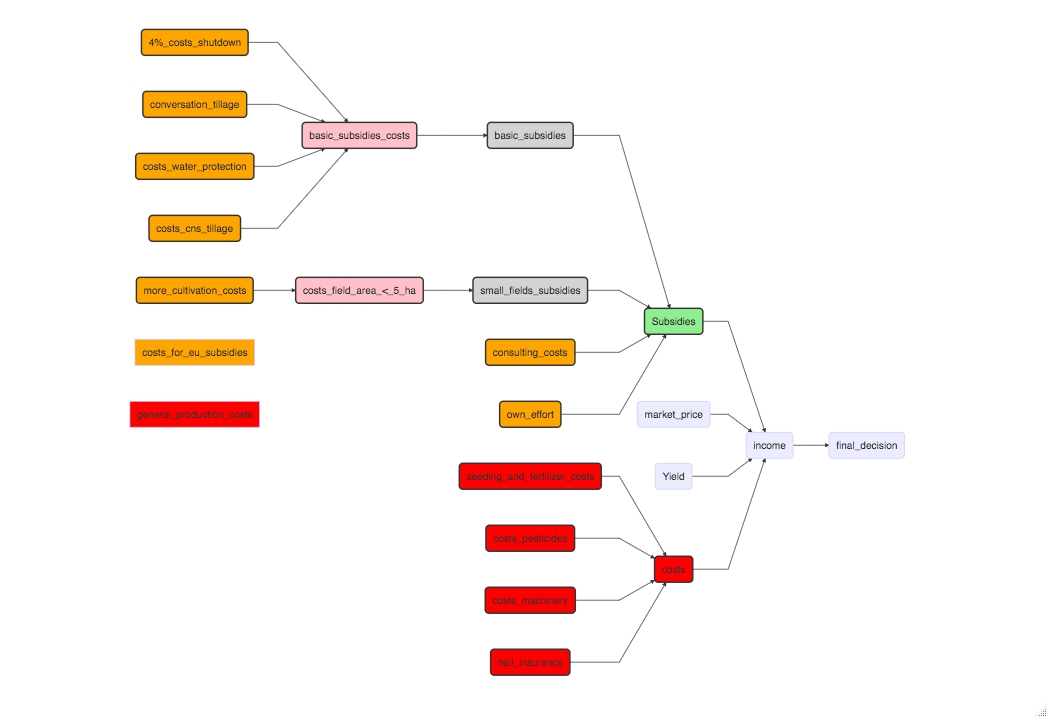 4%_costs_shutdown
conversation_tillage
basic_subsidies_costs
basic_subsidies
costs_water_protection
costs_cns_tillage
more_cultivation_costs
costs_field_area_<_5_ha
small_fields_subsidies
Subsidies
costs_for_eu_subsidies
consulting_costs
general_production_costs
own_effort
market_price
income
final_decision
seeding_and_fertilizer_costs
Yield
costs_pesticides
costs
costs_machinery
hail_insurance